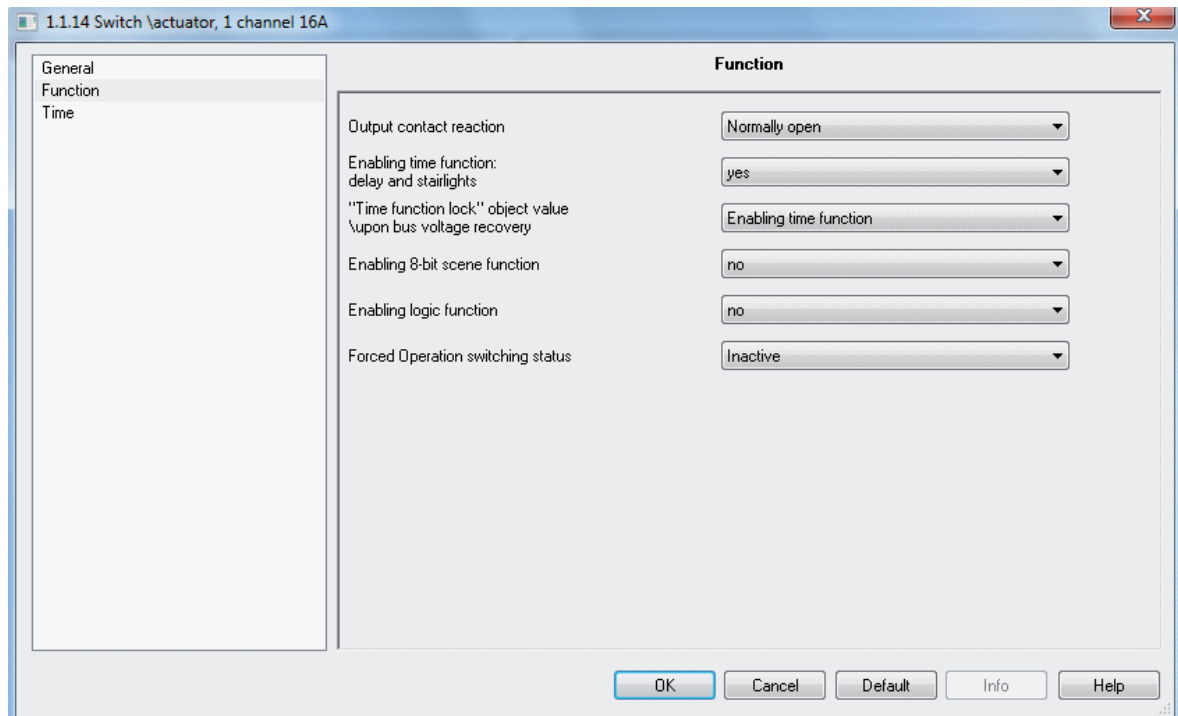 1.1.14 Switch \actuator, 1 channel 16A
General
Function
Time
Function
Output contact reaction
Normally open
Enabling time function:
delay and stairlights
yes
"Time function lock" object value
\upon bus voltage recovery
Enabling time function
Enabling 8-bit scene function
no
Enabling logic function
no
Forced Operation switching status
Inactive
OK
Cancel
Default
Info
Help